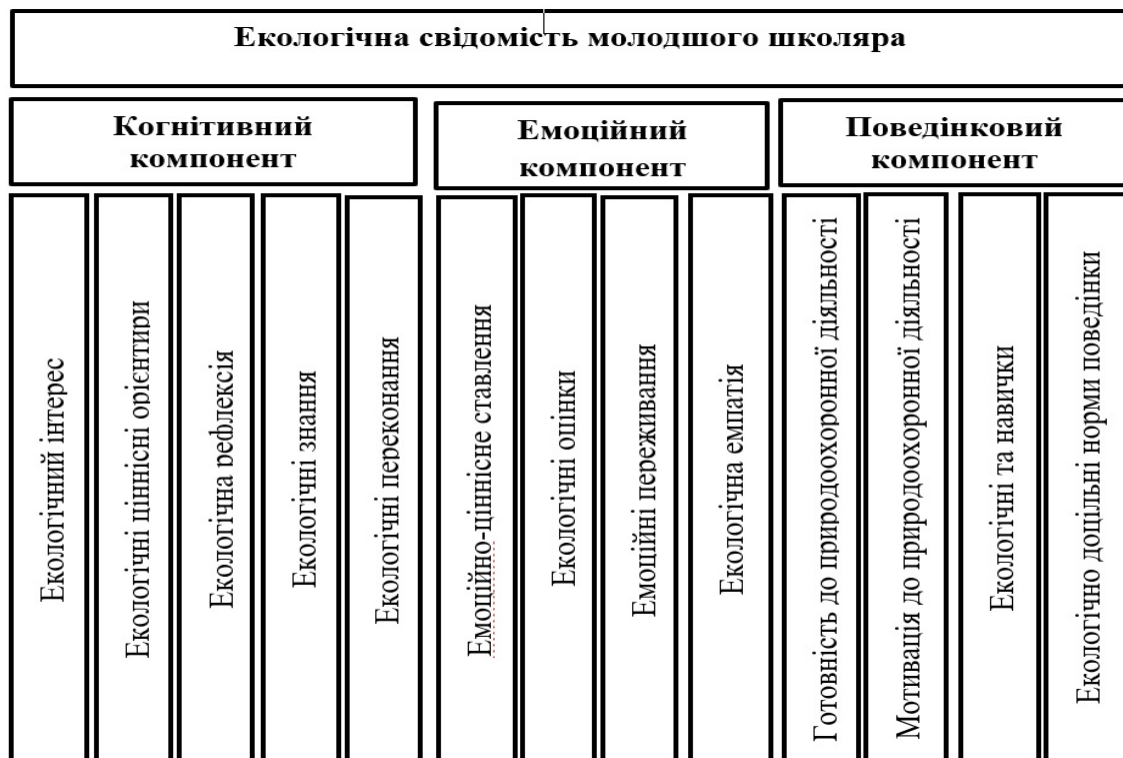 Екологічна свідомість молодшого школяра
Когнітивний
компонент
Емоційний
компонент
Поведінковий
компонент
Екологічний інтерес
Екологічні ціннісні орієнтири
Екологічна рефлексія
Екологічні знання
Екологічні переконання
Емоційно-ціннісне ставлення
Екологічні оцінки
Емоційні переживання
Екологічна емпатія
Готовність до природоохоронної діяльності
Мотивація до природоохоронної діяльності
Екологічні та навички
Екологічно доцільні норми поведінки